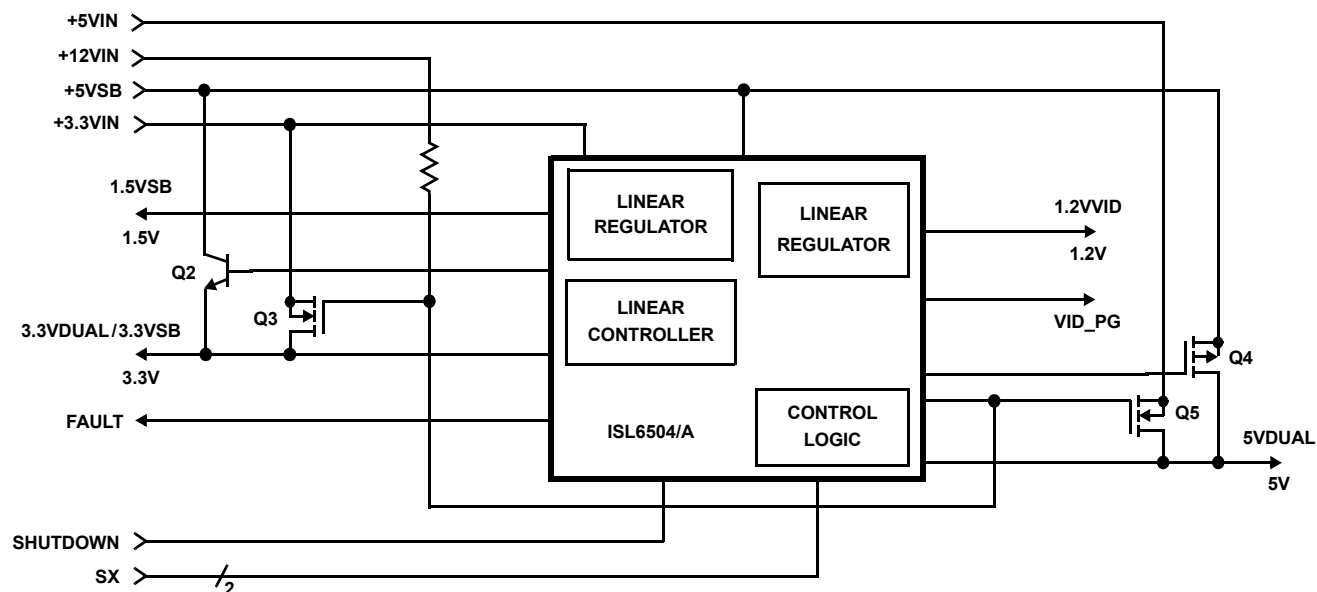 +5VIN
+12VIN
+5VSB
+3.3VIN
1.5VSB
1.5V
Q2
Q3
3.3VDUAL/3.3VSB
3.3V
FAULT
SHUTDOWN
SX
2
LINEAR
REGULATOR
LINEAR
REGULATOR
LINEAR
CONTROLLER
CONTROL
LOGIC
ISL6504/A
1.2VVID
1.2V
VID_PG
Q4
Q5
5VDUAL
5V